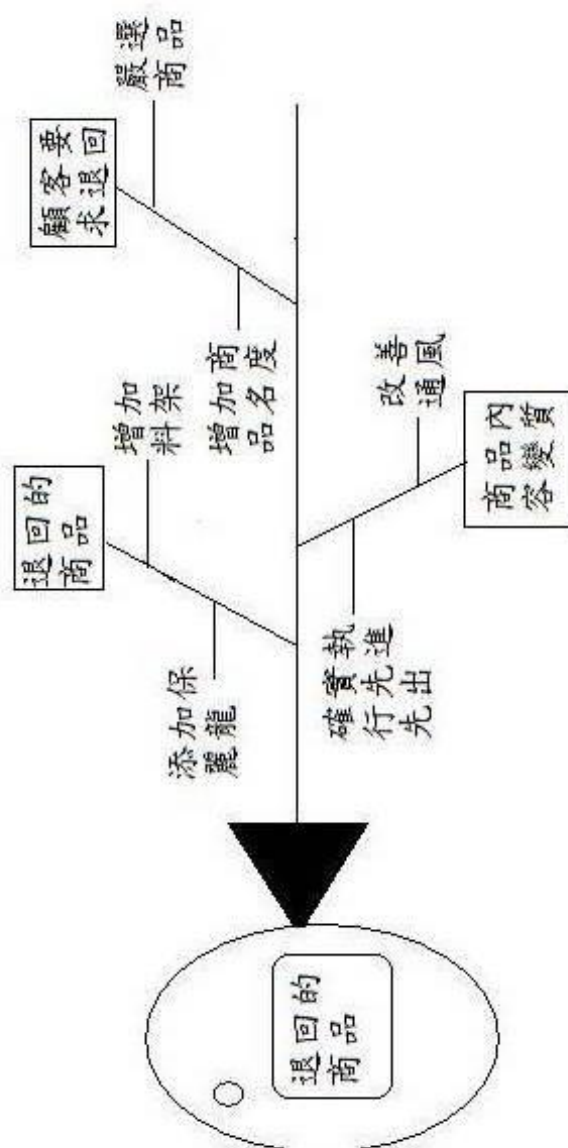 退回的
商品
顧客要
求退回
增加
料架
嚴選
商品
添加保
麗龍
增加商
品名度
退回的
商品
確實執
行先進
先出
改善
通風
商品內
容變質